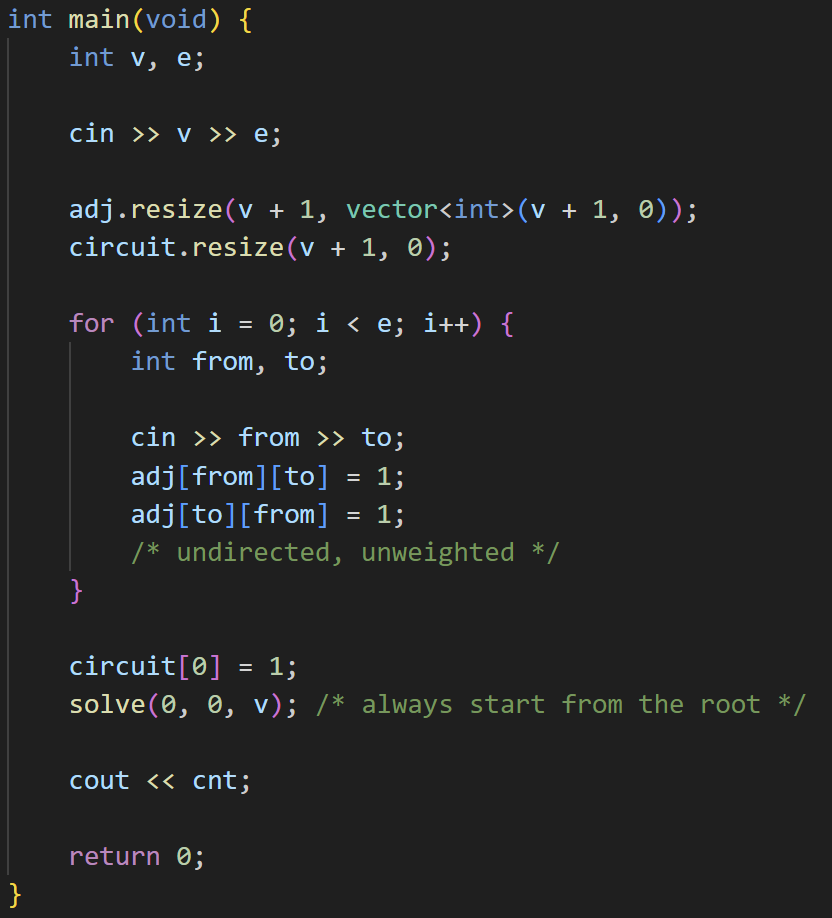 int main(void) {
    int v, e;

    cin >> v >> e;

    adj.resize(v + 1, vector<int>(v + 1, 0));
    circuit.resize(v + 1, 0);

    for (int i = 0; i < e; i++) {
        int from, to;

        cin >> from >> to;
        adj[from][to] = 1;
        adj[to][from] = 1;
        /* undirected, unweighted */
    }

    circuit[0] = 1;
    solve(0, 0, v); /* always start from the root */

    cout << cnt;

    return 0;
}